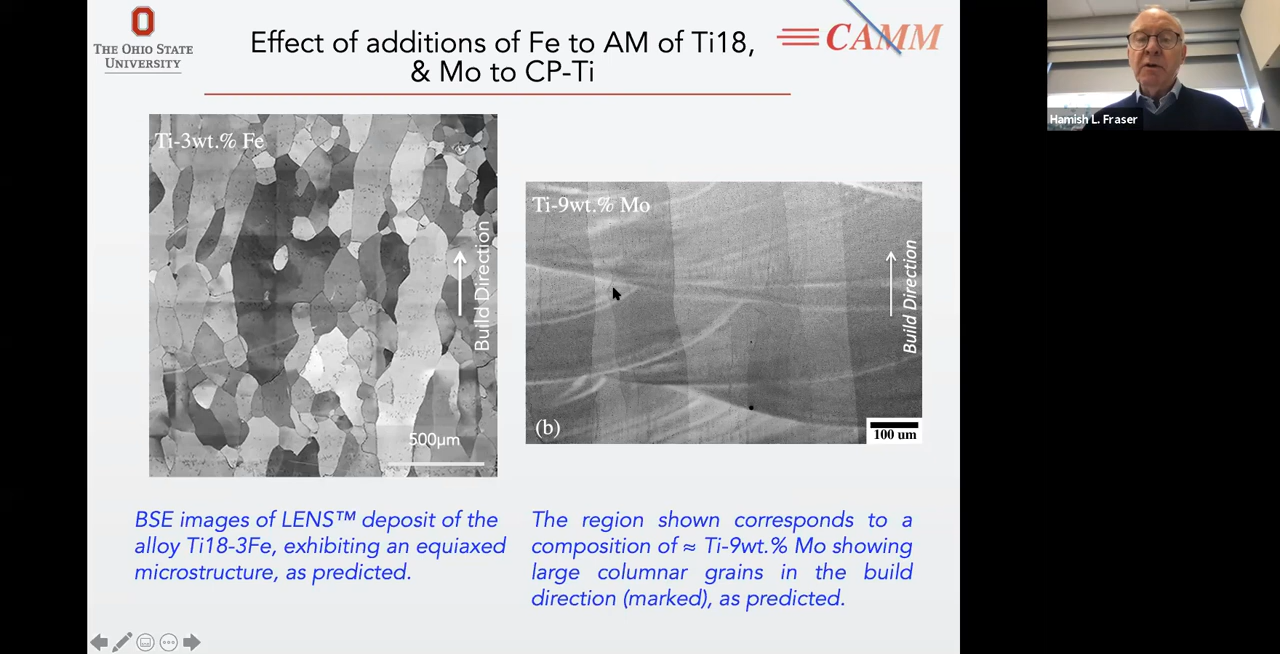 THE OHIO STATE
UNIVERSITY
Effect of additions of Fe to AM of Ti18,
& Mo to CP-Ti
CAMM
Hamish L. Fraser
Ti-3wt.% Fe
Build Direction
500µm
Ti-9wt.% Mo
Build Direction
(b)
100 um
BSE images of LENS™ deposit of the
alloy Ti18-3Fe, exhibiting an equiaxed
microstructure, as predicted.
The region shown corresponds to a
composition of ≈ Ti-9wt.% Mo showing
large columnar grains in the build
direction (marked), as predicted.